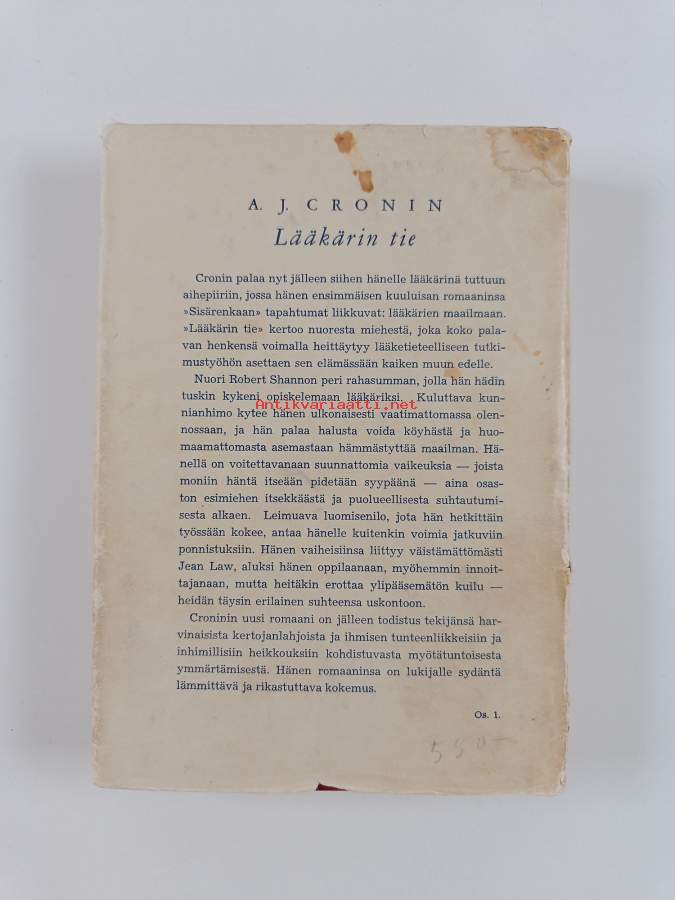 A. J. CRONIN
Lääkärin tie
Cronin palaa nyt jälleen siihen hänelle lääkärinä tuttuun
aihepiiriin, jossa hänen ensimmäisen kuuluisan romaaninsa
»Sisärenkaan» tapahtumat liikkuvat: lääkärien maailmaan.
»Lääkärin tie» kertoo nuoresta miehestä, joka koko pala-
van henkensä voimalla heittäytyy lääketieteelliseen tutki-
mustyöhön asettaen sen elämässään kaiken muun edelle.
Nuori Robert Shannon peri rahasumman, jolla hän hädin
tuskin kykeni opiskelemaan lääkäriksi. Kuluttava kun-
Antikvariaatti.net
nianhimo kytee hänen ulkonaisesti vaatimattomassa olen-
nossaan, ja hän palaa halusta voida köyhästä ja huo-
maamattomasta asemastaan hämmästyttää maailman. Hä-
nellä on voitettavanaan suunnattomia vaikeuksia — joista
moniin häntä itseään pidetään syypäänä — aina osas-
ton esimiehen itsekkäästä ja puolueellisesta suhtautumi-
sesta alkaen. Leimuava luomisenilo, jota hän hetkittäin
työssään kokee, antaa hänelle kuitenkin voimia jatkuviin
ponnistuksiin. Hänen vaiheisiinsa liittyy väistämättömästi
Jean Law, aluksi hänen oppilaanaan, myöhemmin innoit-
tajanaan, mutta heitäkin erottaa ylipääsemätön kuilu —
heidän täysin erilainen suhteensa uskontoon.
Croninin uusi romaani on jälleen todistus tekijänsä har-
vinaisista kertojanlahjoista ja ihmisen tunteenliikkeisiin ja
inhimillisiin heikkouksiin kohdistuvasta myötätuntoisesta
ymmärtämisestä. Hänen romaaninsa on lukijalle sydäntä
lämmittävä ja rikastuttava kokemus.
Os. 1.